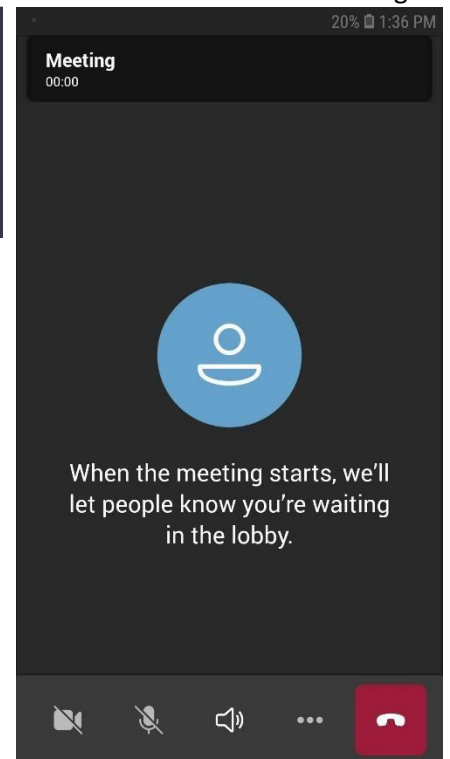 20% 1:36 PM
Meeting
00:00
When the meeting starts, we'll
let people know you're waiting
in the lobby.